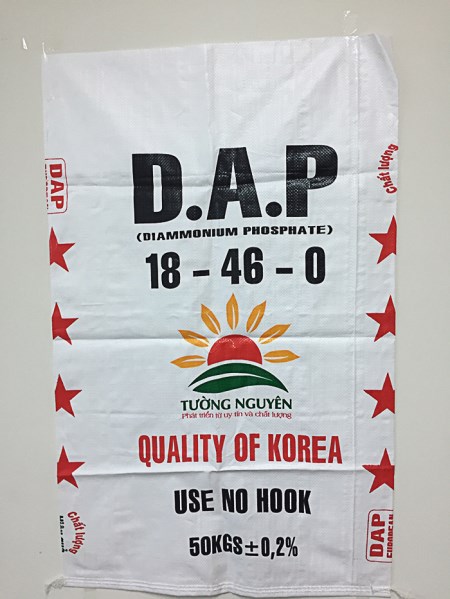 D.A.P
(DIAMMONIUM PHOSPHATE)
18 - 46 - 0
TƯỜNG NGUYÊN
Phát triển từ uy tín và chất lượng
QUALITY OF KOREA
USE NO HOOK
50KGS ± 0,2%
DAP
Chất lượng
Chất lượng
DAP
EUROPEAN